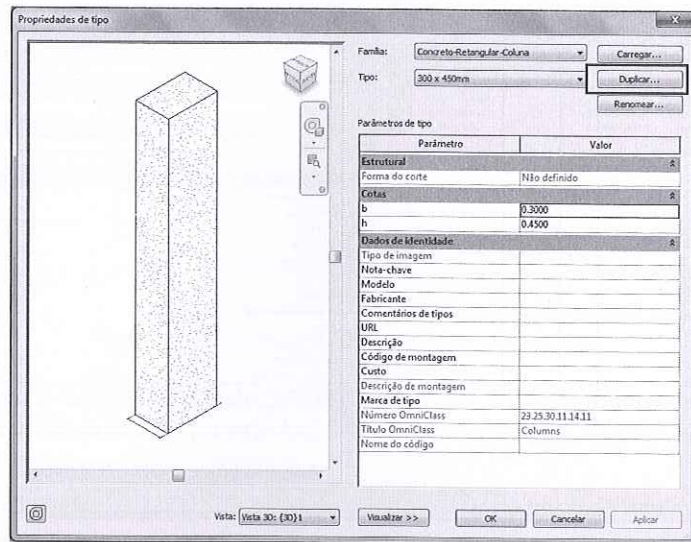 Propriedades de tipo
Família: Concreto-Retangular-Coluna Carregar...
Tipo: 300 x 450mm Duplicar...
Renomear...
Parâmetros de tipo
Parâmetro Valor
Estrutural
Forma do corte Não definido
Cotas
b 0.3000
h 0.4500
Dados de identidade
Tipo de imagem
Nota-chave
Modelo
Fabricante
Comentários de tipos
URL
Descrição
Código de montagem
Custo
Descrição de montagem
Marca de tipo
Número OmniClass 23.25.30.11.14.11
Título OmniClass Columns
Nome do código
Vista: Vista 3D: {3D}1 Visualizar >> OK Cancelar Aplicar